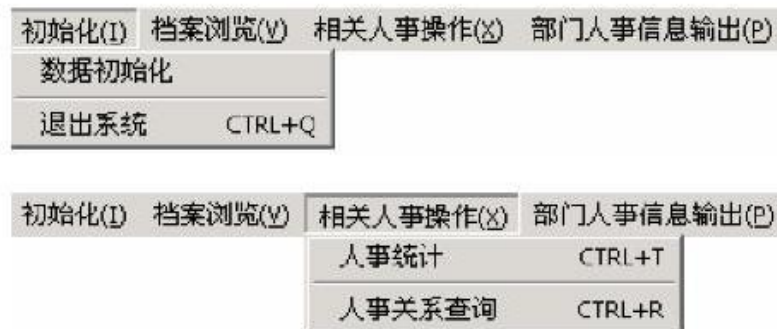 初始化(I) 档案浏览(V) 相关人事操作(X) 部门人事信息输出(P)
数据初始化
退出系统 CTRL+Q
初始化(I) 档案浏览(V) 相关人事操作(X) 部门人事信息输出(P)
人事统计 CTRL+T
人事关系查询 CTRL+R